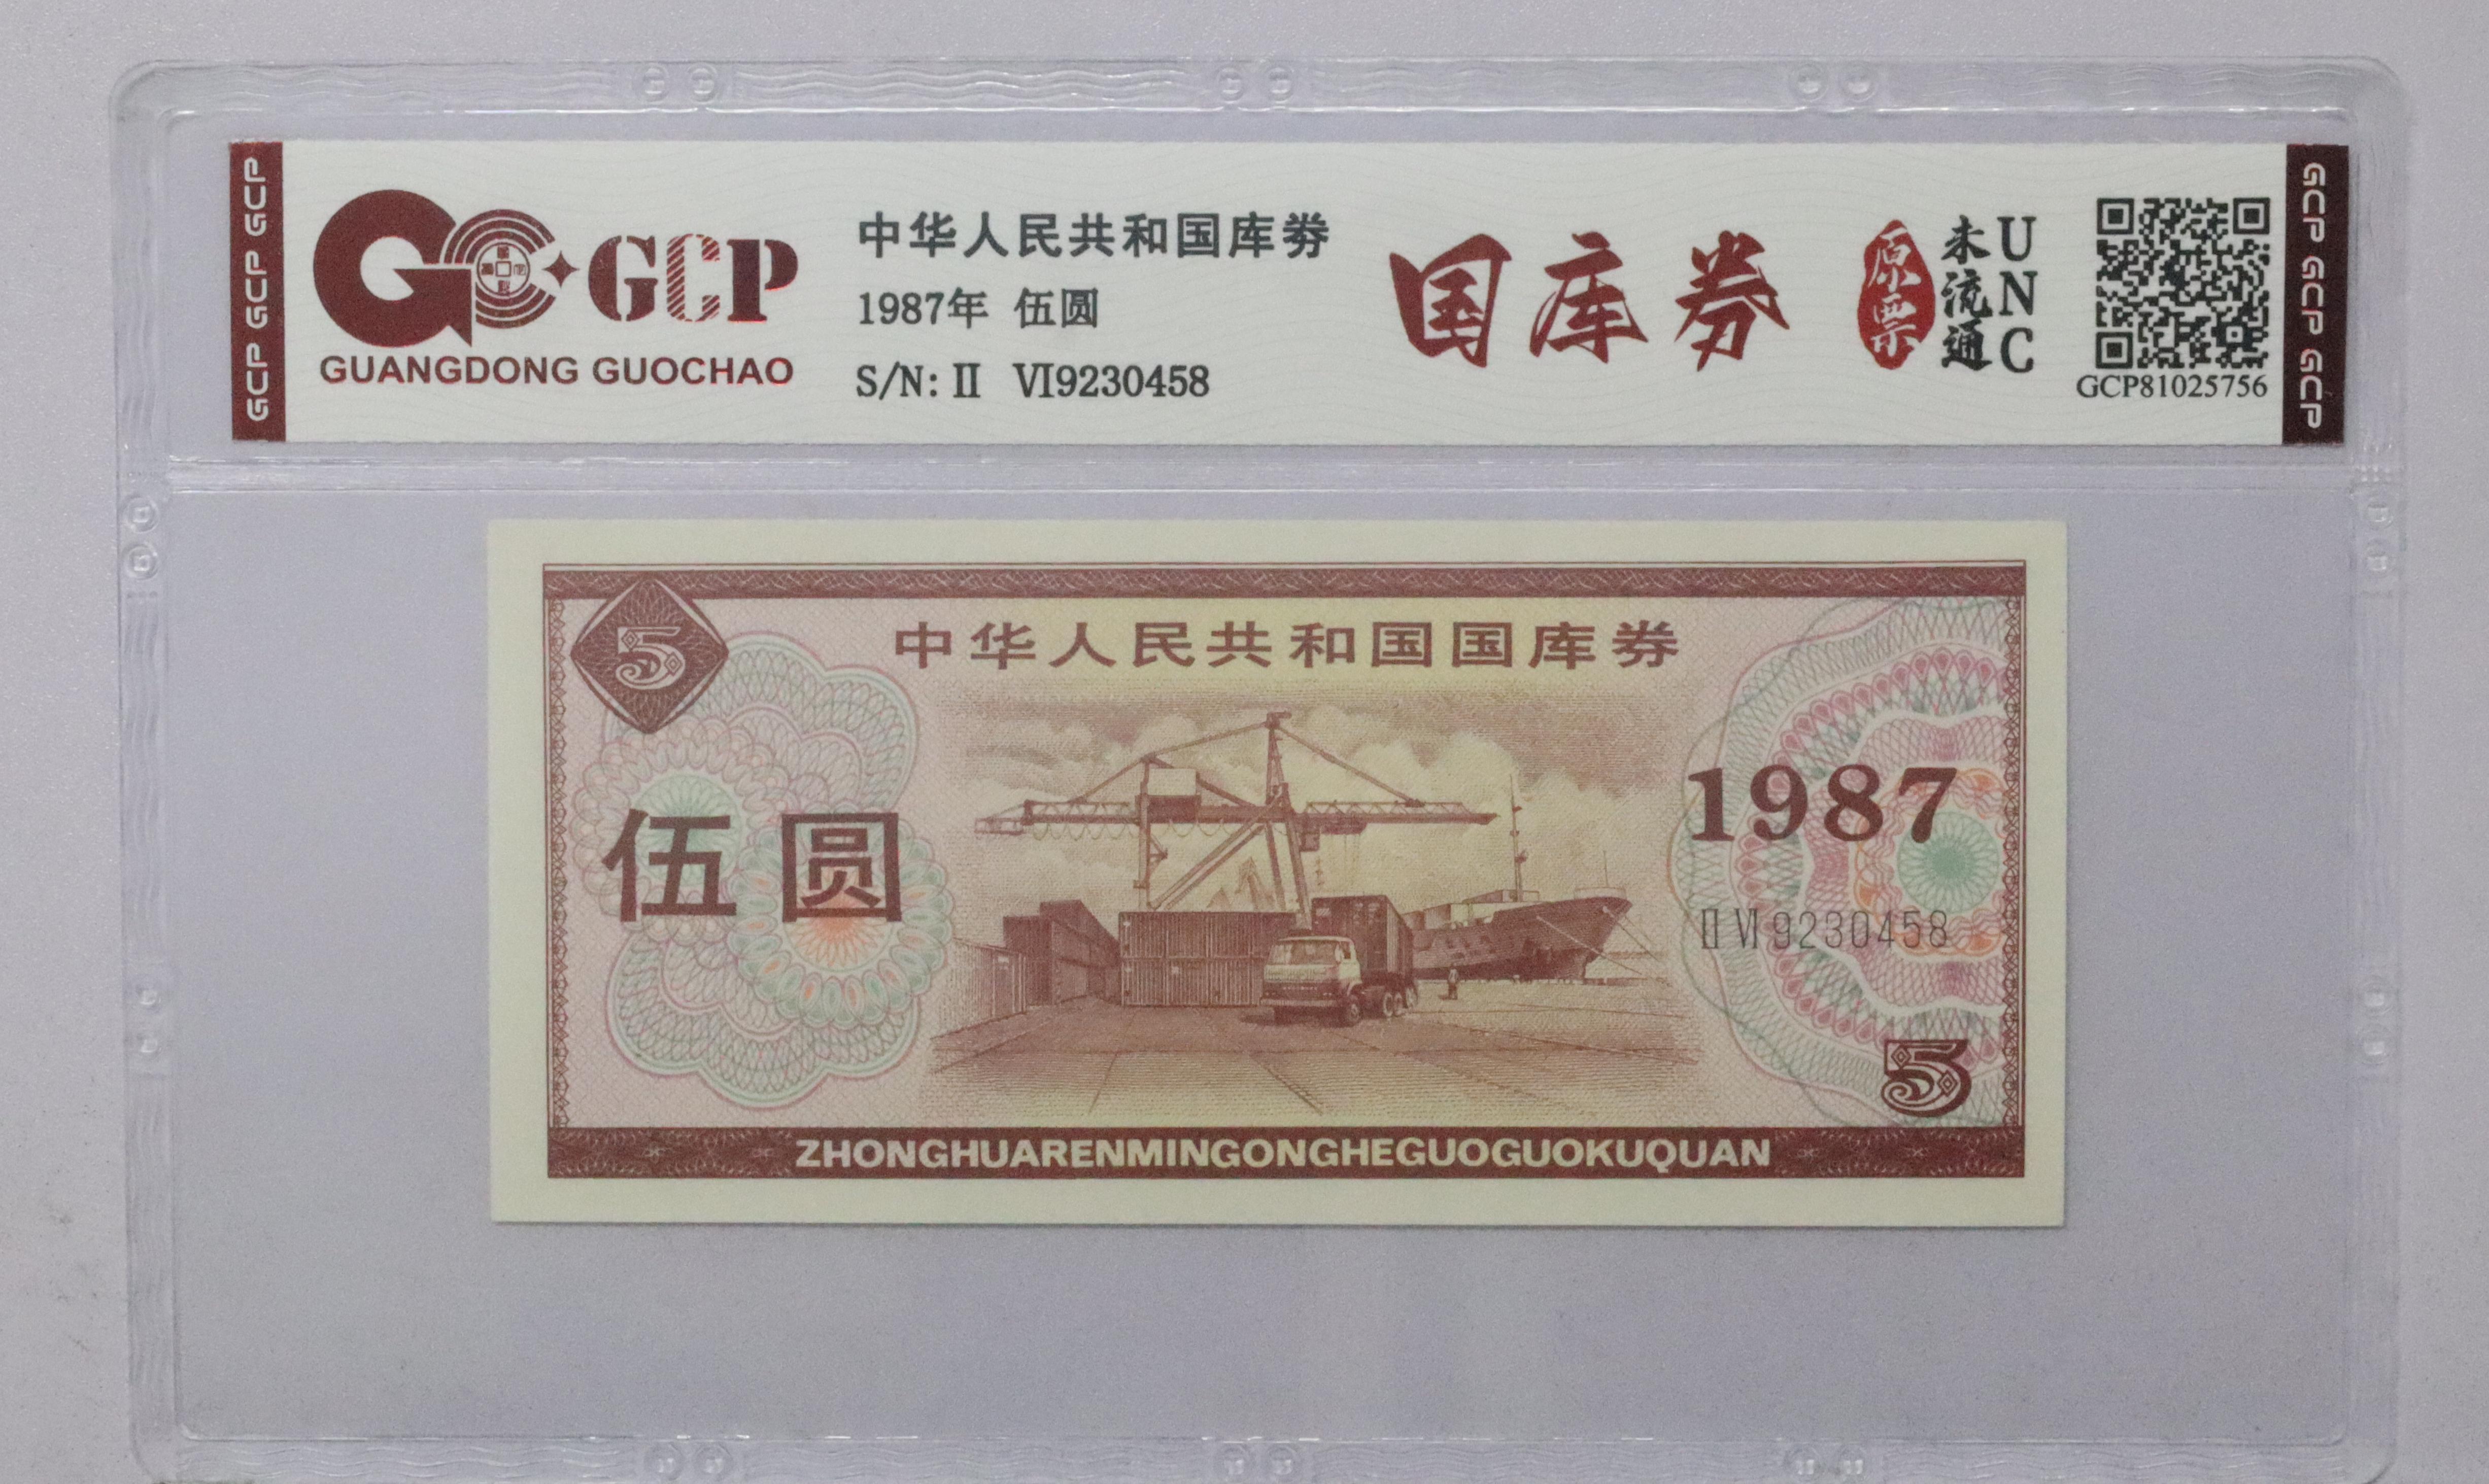 GCP GCP GCP
GCP
GUANGDONG GUOCHAO
中华人民共和国库券
1987年 伍圆
S/N: II VI9230458
国库券
原票
未流通
UNC
GCP81025756
GCP GCP GCP
5
中华人民共和国国库券
伍圆
1987
II VI 9230458
5
ZHONGHUARENMINGONGHEGUOGUOKUQUAN